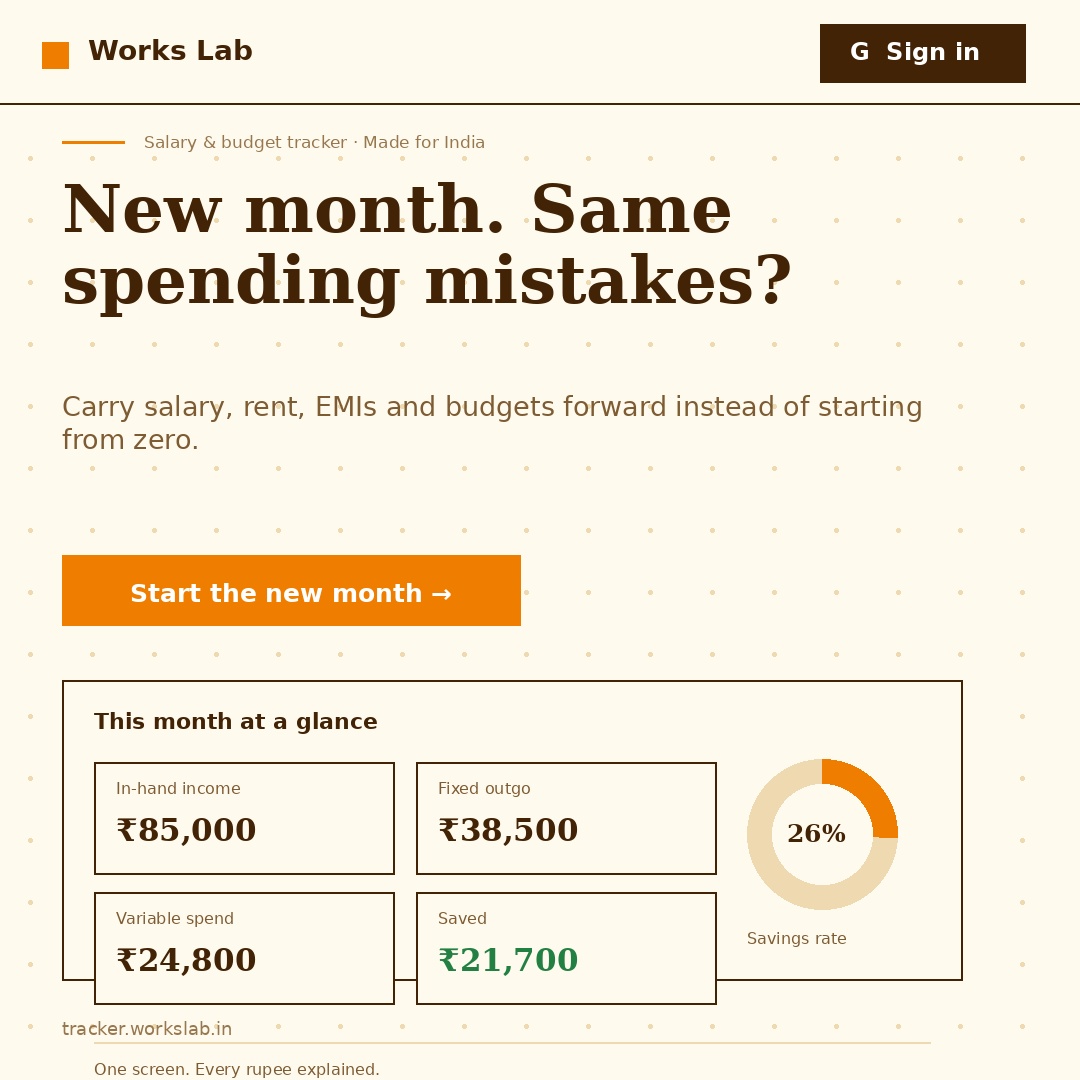 Works Lab
G Sign in
Salary & budget tracker · Made for India
New month. Same
spending mistakes?
Carry salary, rent, EMIs and budgets forward instead of starting
from zero.
Start the new month →
This month at a glance
In-hand income
₹85,000
Fixed outgo
₹38,500
Variable spend
₹24,800
Saved
₹21,700
26%
Savings rate
tracker.workslab.in
One screen. Every rupee explained.